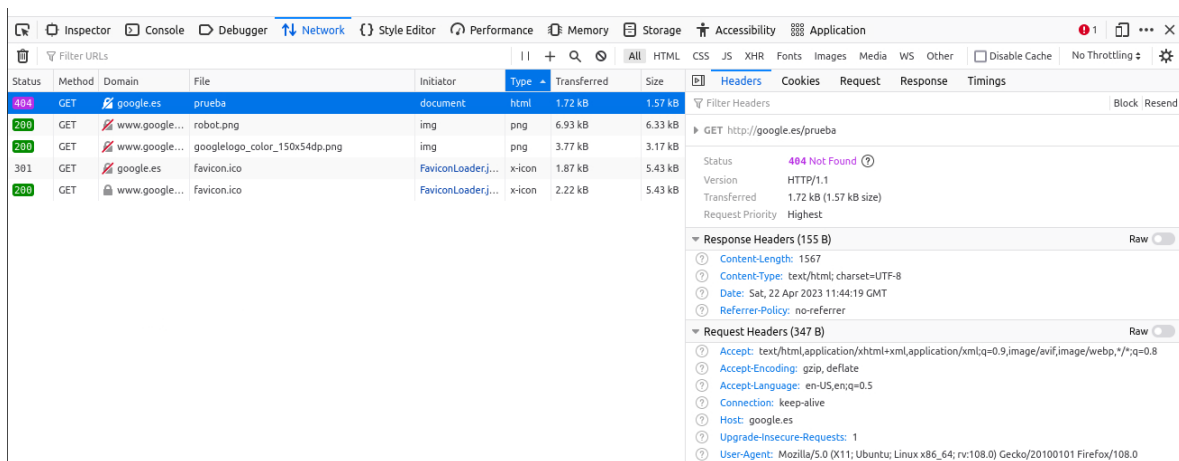 Inspector Console Debugger Network Style Editor Performance Memory Storage Accessibility Application 1
Filter URLs All HTML CSS JS XHR Fonts Images Media WS Other Disable Cache No Throttling
Status Method Domain File Initiator Type Transferred Size
404 GET google.es prueba document html 1.72 kB 1.57 kB
200 GET www.google... robot.png img png 6.93 kB 6.33 kB
200 GET www.google... googlelogo_color_150x54dp.png img png 3.77 kB 3.17 kB
301 GET google.es favicon.ico FaviconLoader.j... x-icon 1.87 kB 5.43 kB
200 GET www.google... favicon.ico FaviconLoader.j... x-icon 2.22 kB 5.43 kB
Headers Cookies Request Response Timings
Filter Headers Block Resend
GET http://google.es/prueba
Status 404 Not Found
Version HTTP/1.1
Transferred 1.72 kB (1.57 kB size)
Request Priority Highest
Response Headers (155 B) Raw
Content-Length: 1567
Content-Type: text/html; charset=UTF-8
Date: Sat, 22 Apr 2023 11:44:19 GMT
Referrer-Policy: no-referrer
Request Headers (347 B) Raw
Accept: text/html,application/xhtml+xml,application/xml;q=0.9,image/avif,image/webp,*/*;q=0.8
Accept-Encoding: gzip, deflate
Accept-Language: en-US,en;q=0.5
Connection: keep-alive
Host: google.es
Upgrade-Insecure-Requests: 1
User-Agent: Mozilla/5.0 (X11; Ubuntu; Linux x86_64; rv:108.0) Gecko/20100101 Firefox/108.0